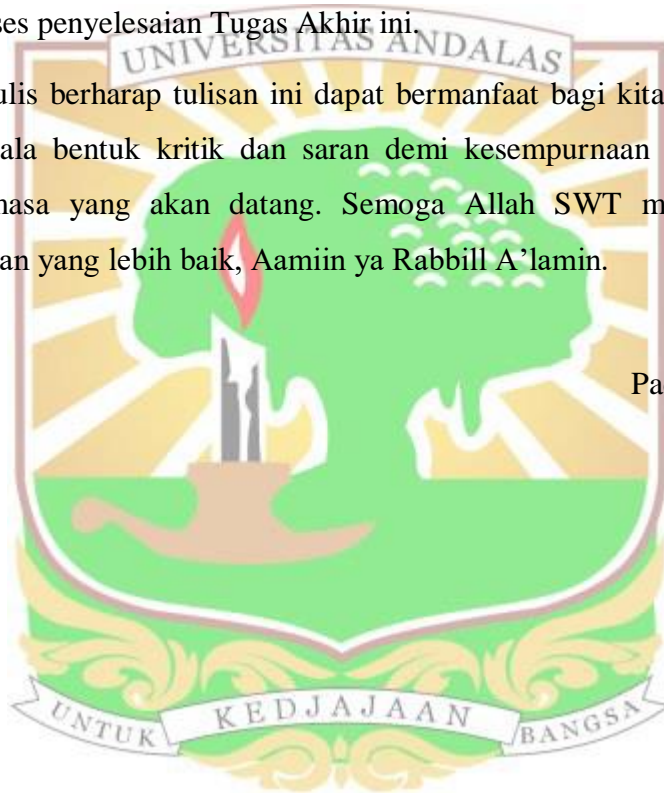 ses penyelesaian Tugas Akhir ini.
UNIVERSITAS ANDALAS
ulis berharap tulisan ini dapat bermanfaat bagi kita
ala bentuk kritik dan saran demi kesempurnaan
nasa yang akan datang. Semoga Allah SWT m
an yang lebih baik, Aamiin ya Rabbill A’lamin.
Pa
UNTUK KEDJAJAAN BANGSA